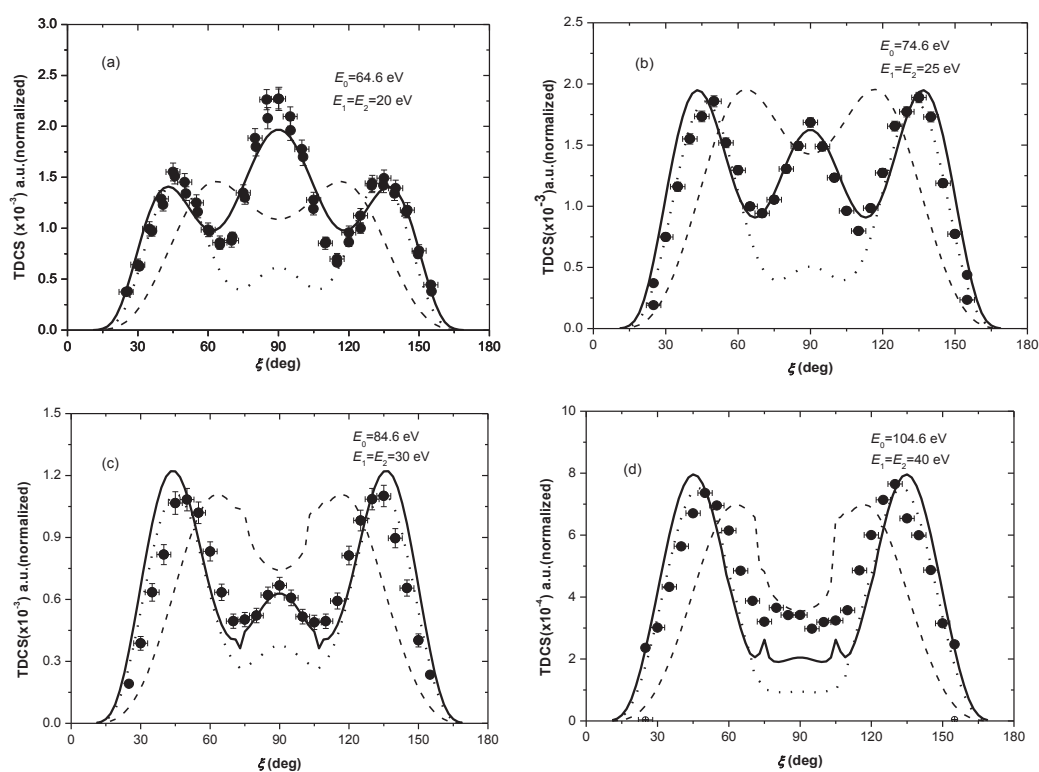 3.0
2.5
2.0
1.5
1.0
0.5
0.0
TDCS (x10⁻³) a.u.(normalized)
(a)
E₀=64.6 eV
E₁=E₂=20 eV
0 30 60 90 120 150 180
ξ (deg)
2.5
2.0
1.5
1.0
0.5
0.0
TDCS(x10⁻³)a.u.(normalized)
(b)
E₀=74.6 eV
E₁=E₂=25 eV
0 30 60 90 120 150 180
ξ (deg)
1.5
1.2
0.9
0.6
0.3
0.0
TDCS(x10⁻³) a.u.(normalized)
(c)
E₀=84.6 eV
E₁=E₂=30 eV
0 30 60 90 120 150 180
ξ (deg)
10
8
6
4
2
0
TDCS(x10⁻⁴) a.u.(normalized)
(d)
E₀=104.6 eV
E₁=E₂=40 eV
0 30 60 90 120 150 180
ξ (deg)